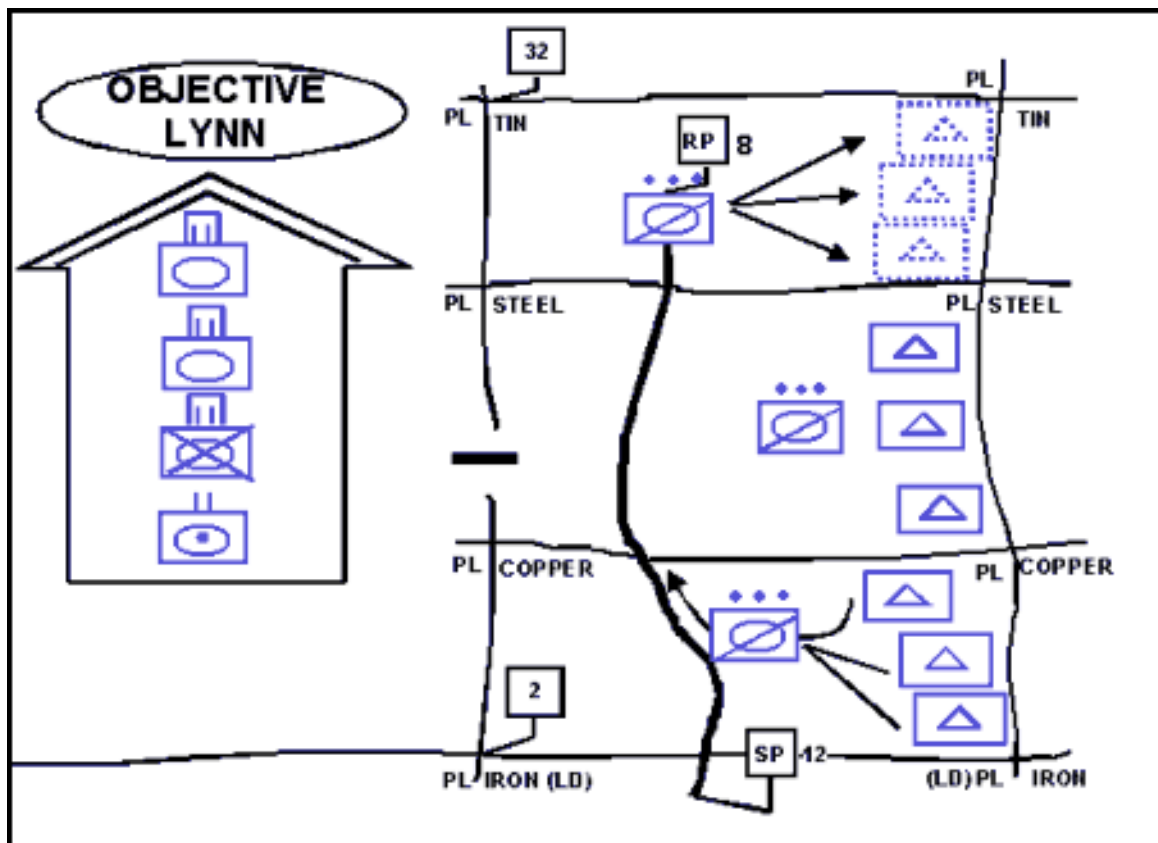 OBJECTIVE
LYNN
32
PL
PL TIN
TIN
RP 8
PL STEEL
PL STEEL
PL COPPER
PL COPPER
2
SP -12
PL IRON (LD)
(LD) PL IRON